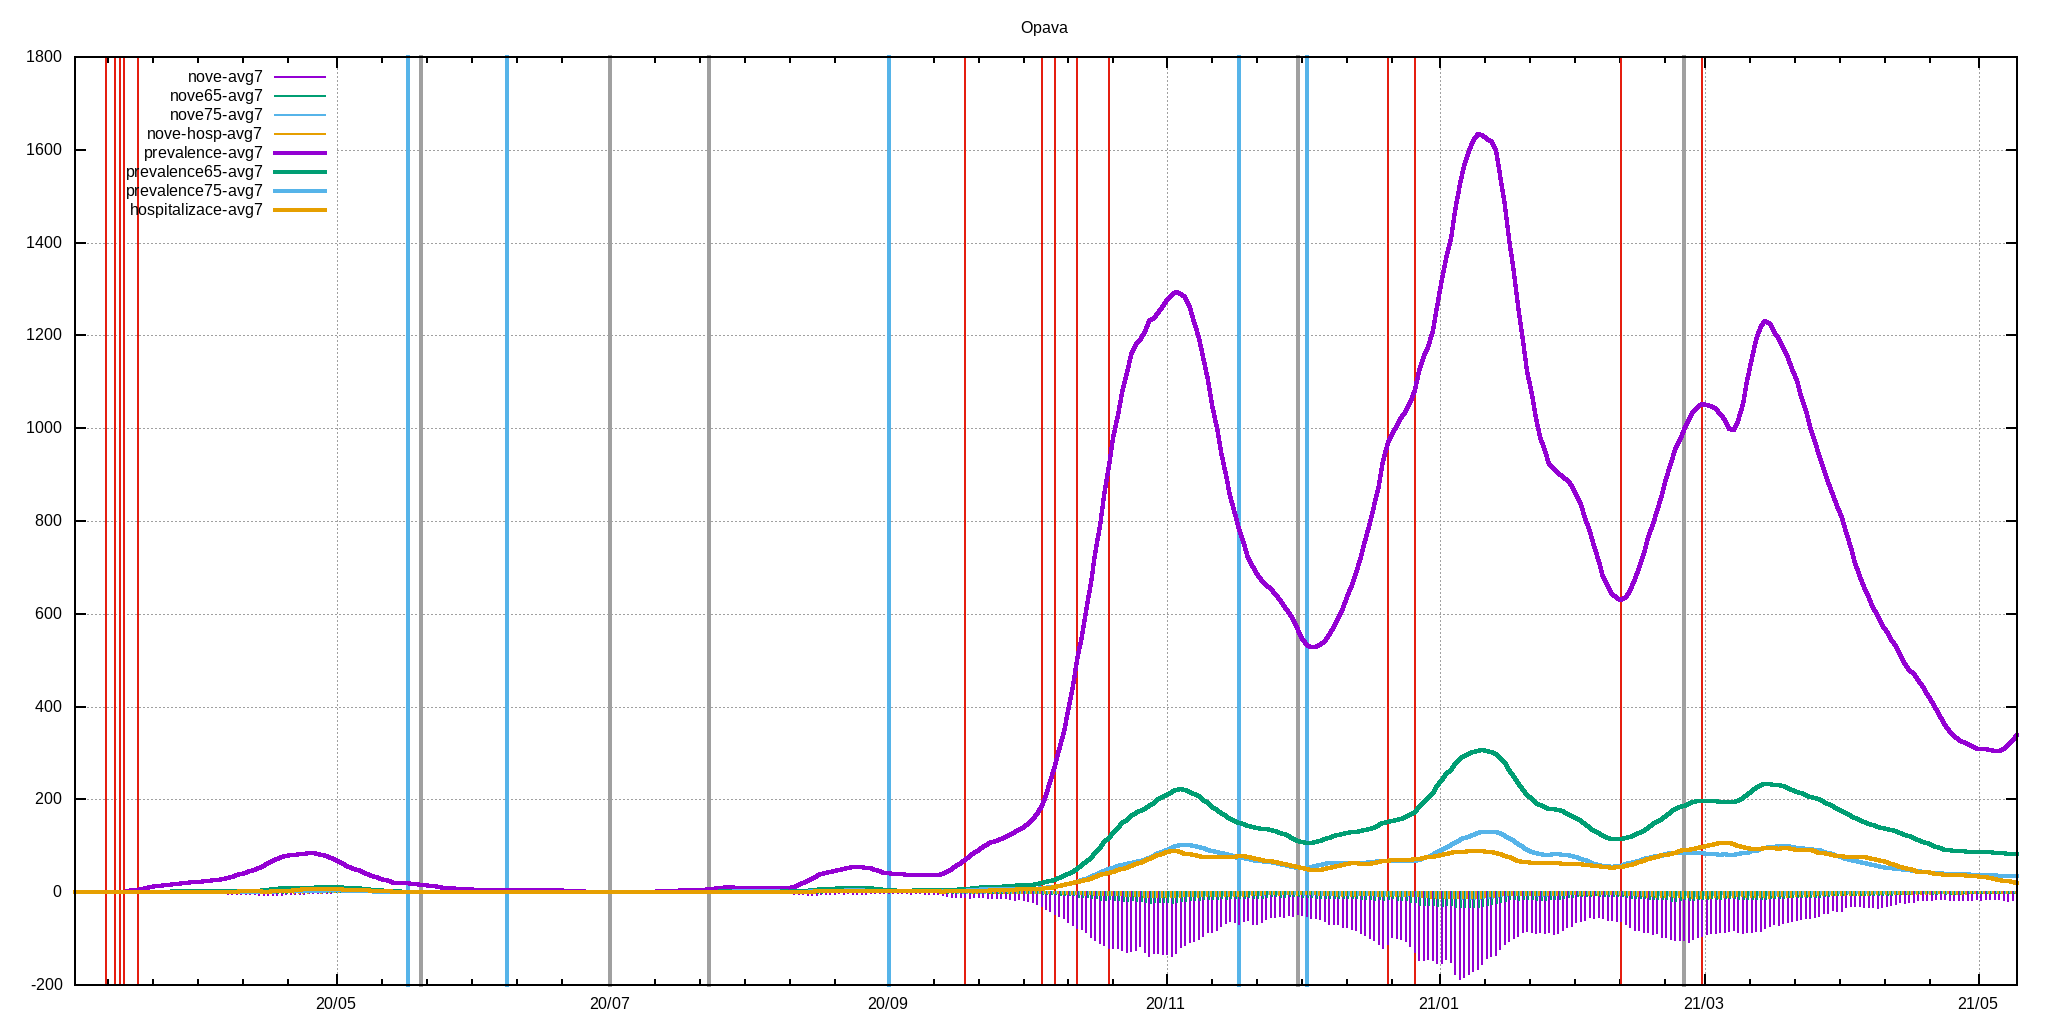 Opava
1800
1600
1400
1200
1000
800
600
400
200
0
-200
nove-avg7
nove65-avg7
nove75-avg7
nove-hosp-avg7
prevalence-avg7
prevalence65-avg7
prevalence75-avg7
hospitalizace-avg7
20/05
20/07
20/09
20/11
21/01
21/03
21/05